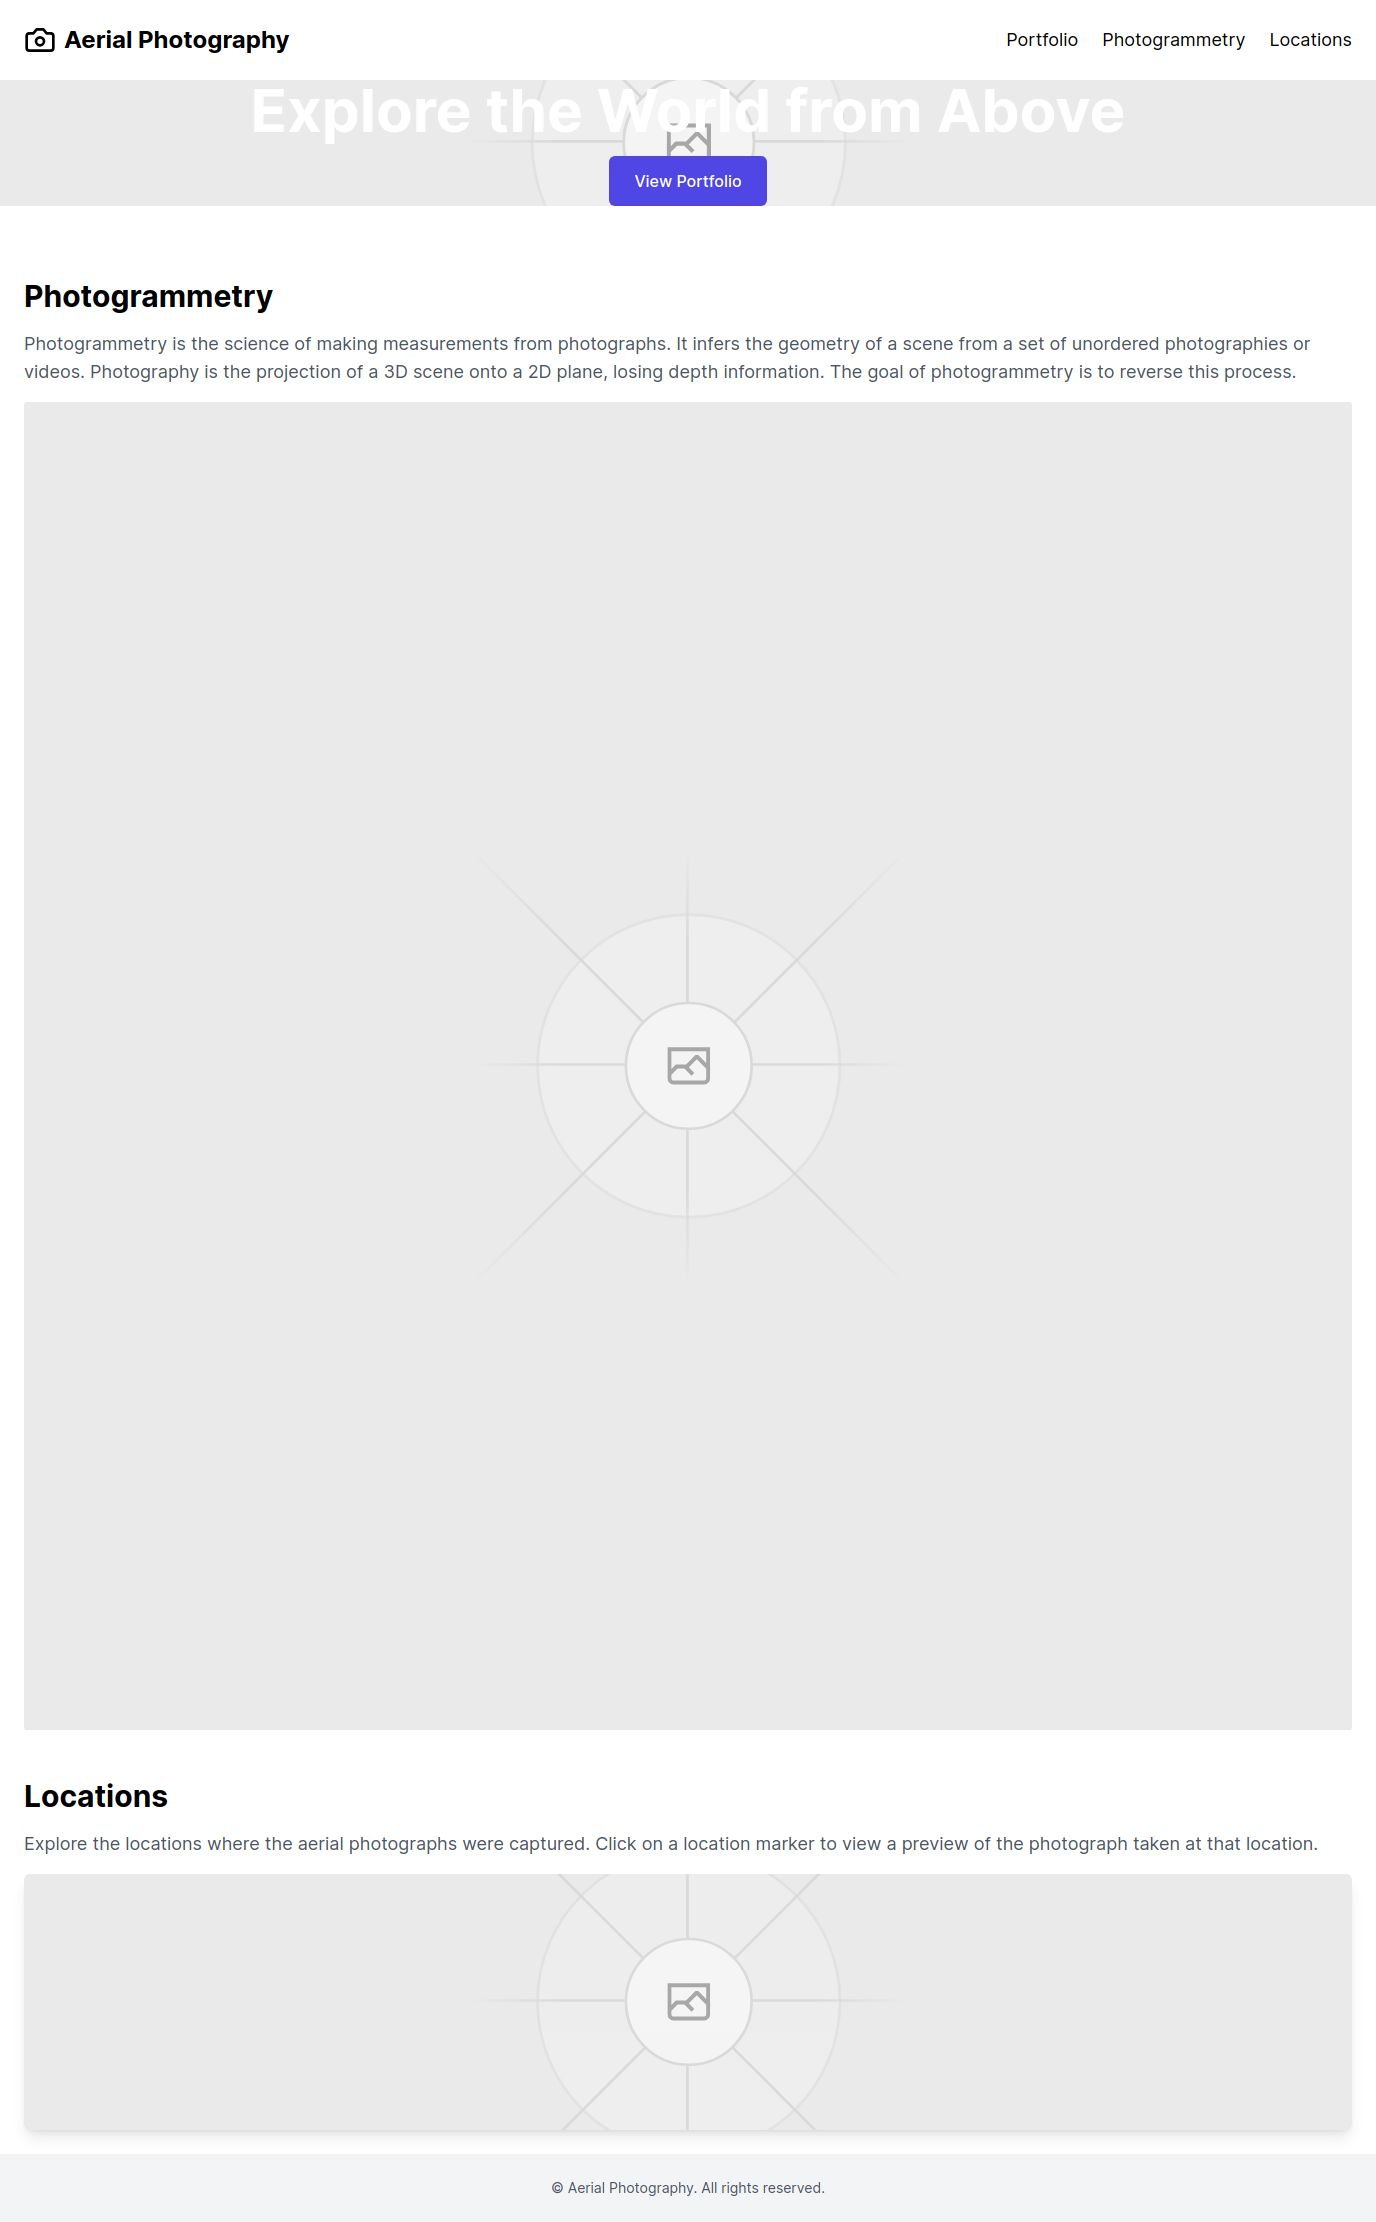 Aerial Photography
Portfolio
Photogrammetry
Locations
Explore the World from Above
View Portfolio
Photogrammetry
Photogrammetry is the science of making measurements from photographs. It infers the geometry of a scene from a set of unordered photographies or
videos. Photography is the projection of a 3D scene onto a 2D plane, losing depth information. The goal of photogrammetry is to reverse this process.
Locations
Explore the locations where the aerial photographs were captured. Click on a location marker to view a preview of the photograph taken at that location.
© Aerial Photography. All rights reserved.